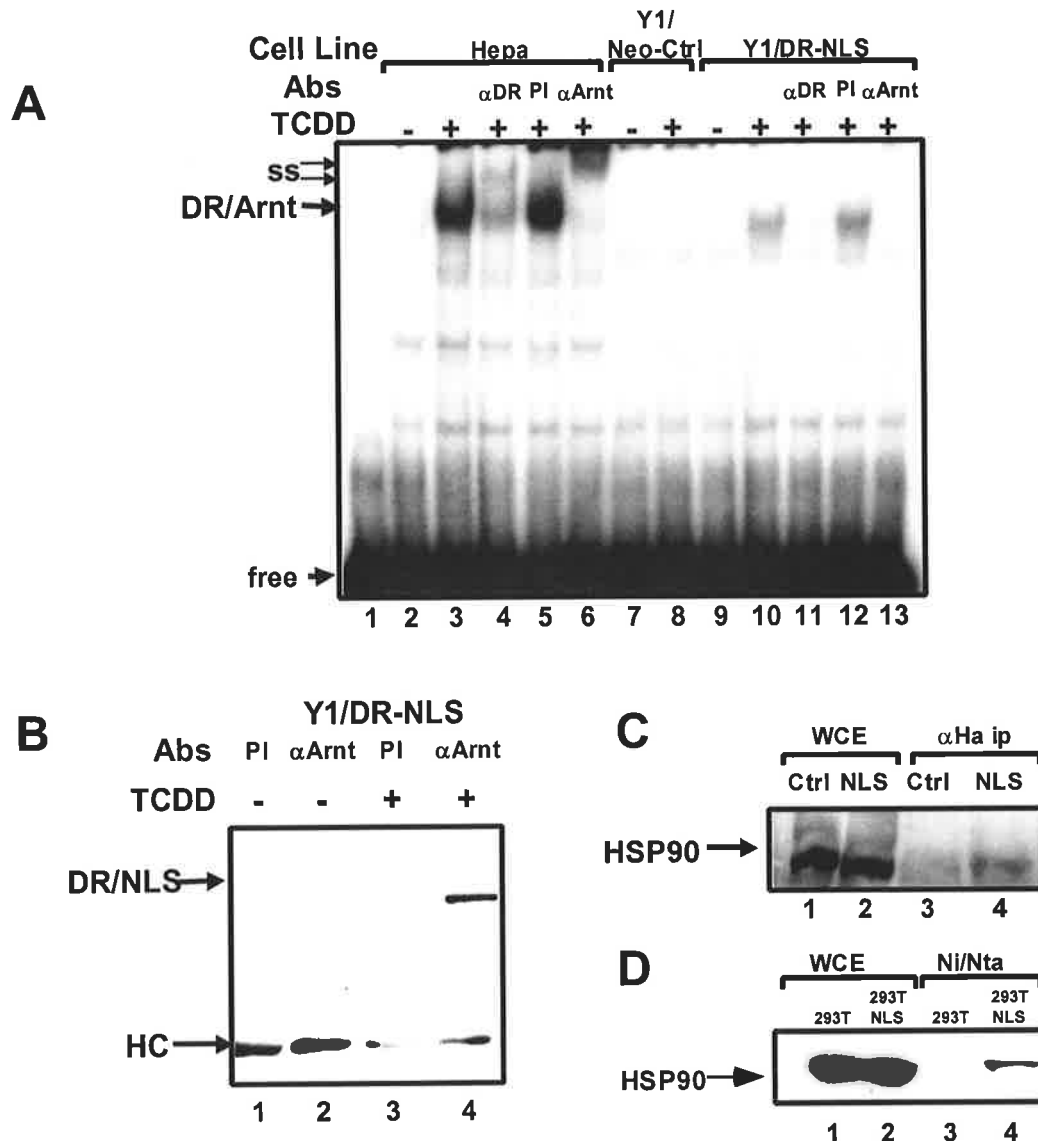 A
Cell Line Hepa Y1/ Neo-Ctrl Y1/DR-NLS
Abs αDR PI αArnt αDR PI αArnt
TCDD - + + + + - + - + + + +
ss
DR/Arnt
free
1 2 3 4 5 6 7 8 9 10 11 12 13
B
Y1/DR-NLS
Abs PI αArnt PI αArnt
TCDD - - + +
DR/NLS
HC
1 2 3 4
C
WCE αHa ip
Ctrl NLS Ctrl NLS
HSP90
1 2 3 4
D
WCE Ni/Nta
293T 293T NLS 293T 293T NLS
HSP90
1 2 3 4